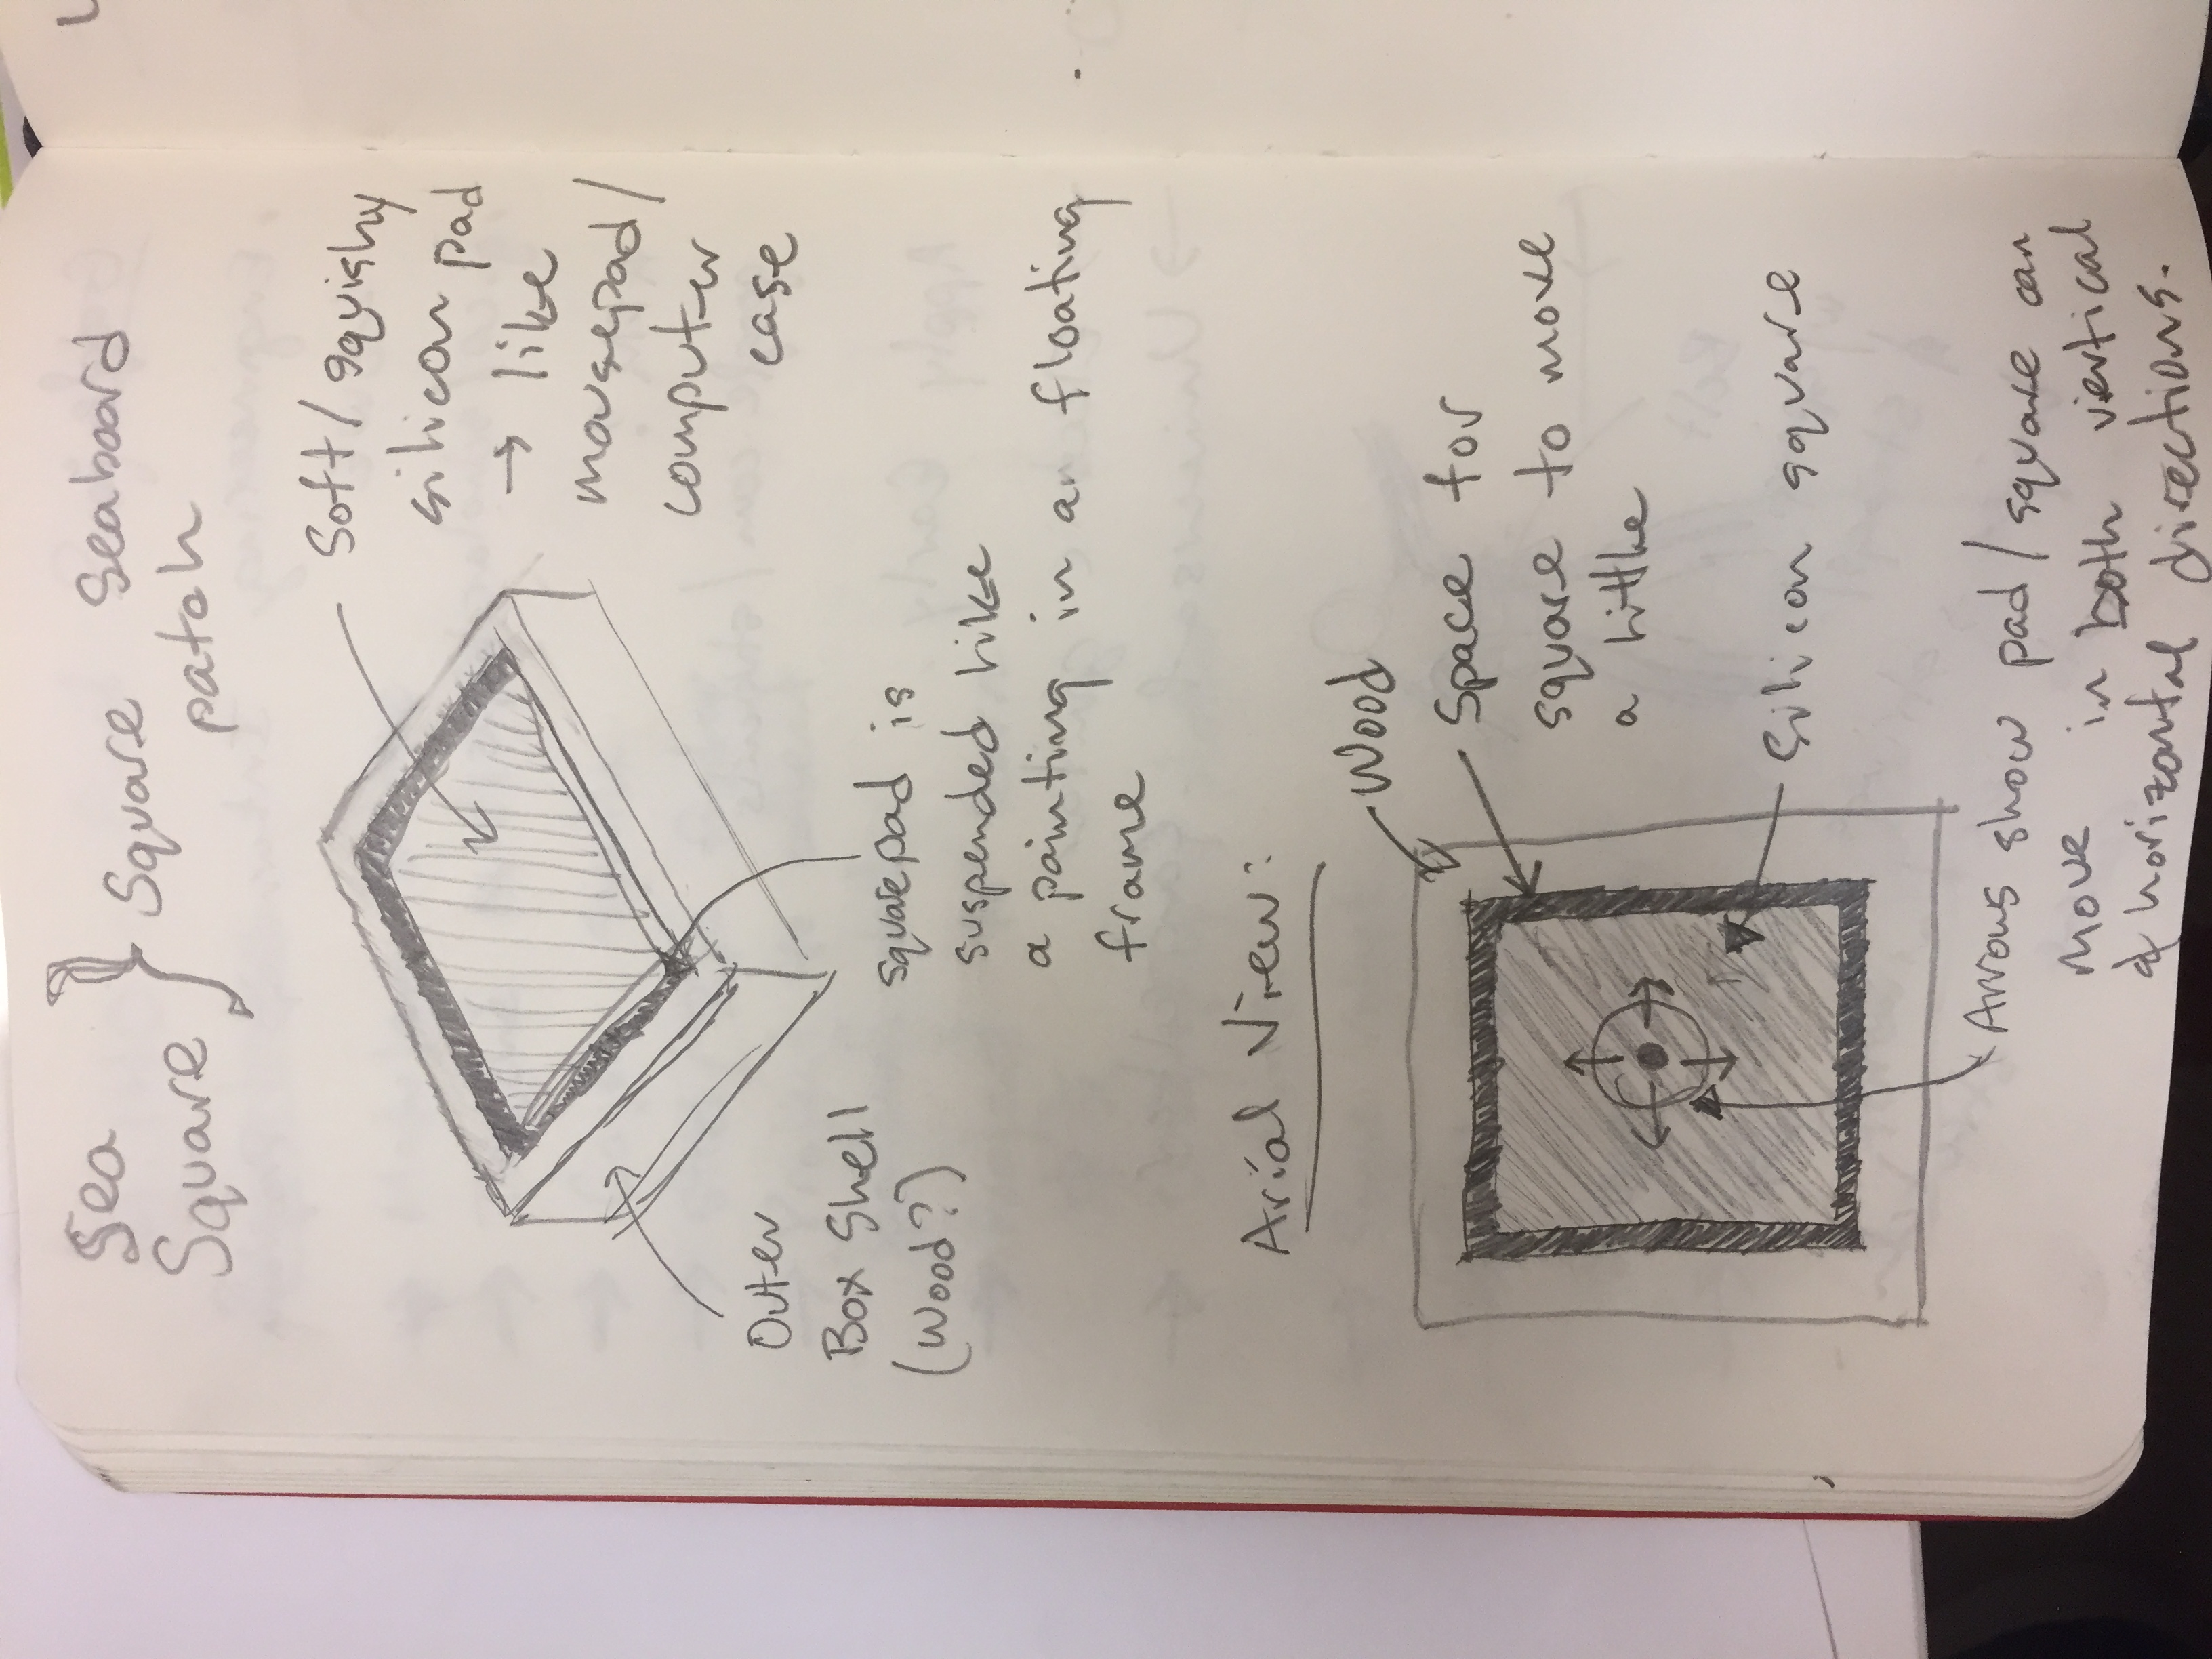 Sea
Square
Square Seaboard
patch
Soft/squishy
silicon pad
→ like
mousepad/
computer
case
Outer
Box Shell
(wood?)
squarepad is
suspended like
a painting in an floating
frame
Arial View:
Wood
Space for
square to move
a little
Silicon square
Arrows show pad/square can
move in both vertical
& horizontal directions.